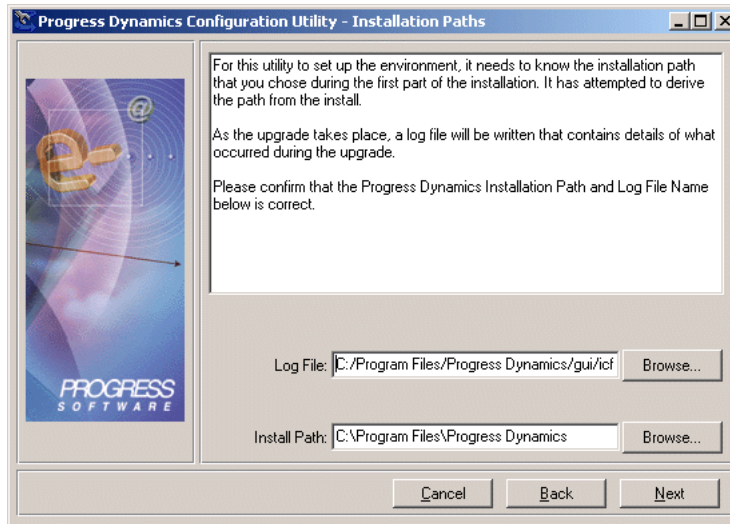 Progress Dynamics Configuration Utility - Installation Paths
For this utility to set up the environment, it needs to know the installation path
that you chose during the first part of the installation. It has attempted to derive
the path from the install.
As the upgrade takes place, a log file will be written that contains details of what
occurred during the upgrade.
Please confirm that the Progress Dynamics Installation Path and Log File Name
below is correct.
@
e-
PROGRESS
SOFTWARE
Log File: C:/Program Files/Progress Dynamics/gui/icf Browse...
Install Path: C:\Program Files\Progress Dynamics Browse...
Cancel Back Next